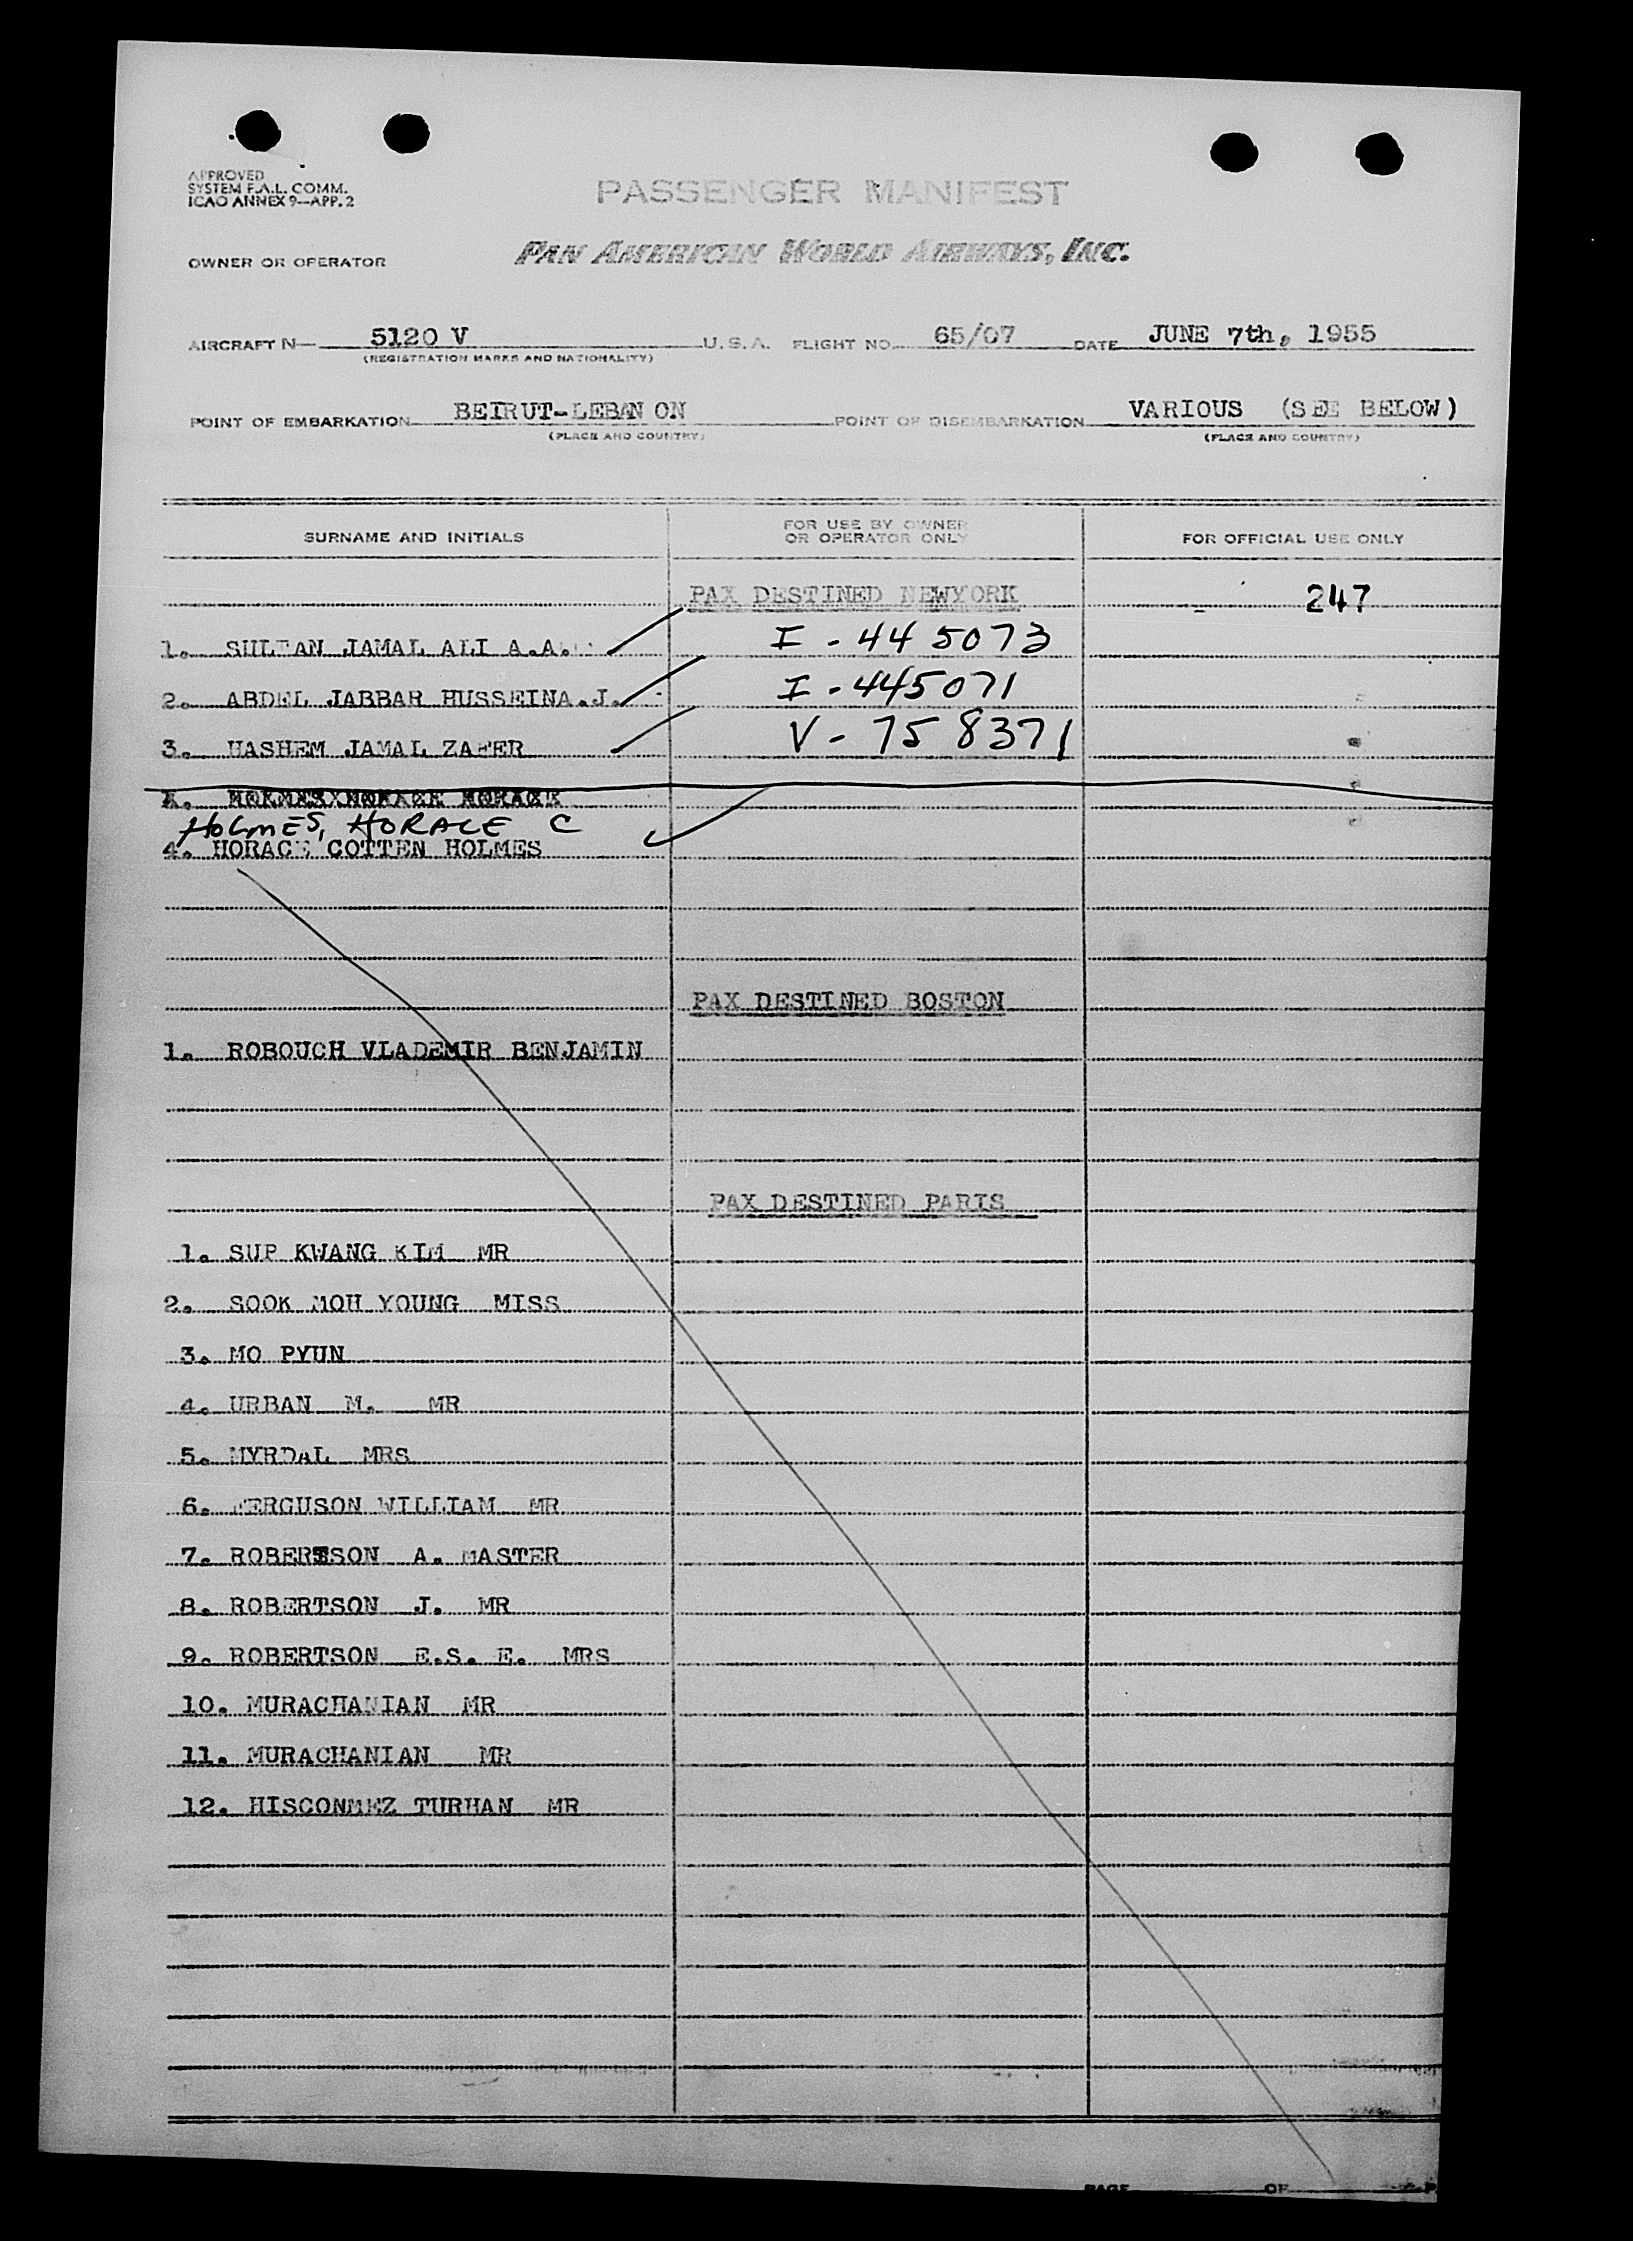 APPROVED
SYSTEM F.A.L. COMM.
ICAO ANNEX 9—APP. 2
PASSENGER MANIFEST
OWNER OR OPERATOR PAN AMERICAN WORLD AIRWAYS, INC.
AIRCRAFT N— 5120 V U. S. A. FLIGHT NO. 65/07 DATE JUNE 7th, 1955
(REGISTRATION MARKS AND NATIONALITY)
POINT OF EMBARKATION BEIRUT-LEBANON POINT OF DISEMBARKATION VARIOUS (SEE BELOW)
(PLACE AND COUNTRY) (PLACE AND COUNTRY)
SURNAME AND INITIALS FOR USE BY OWNER OR OPERATOR ONLY FOR OFFICIAL USE ONLY
PAX DESTINED NEWYORK 247
1. SULTAN JAMAL ALI A.A. I - 445073
2. ABDEL JABBAR HUSSEINA.J. I - 445071
3. HASHEM JAMAL ZAFER V - 758371
HOLMES, HORACE C
4. HORACE COTTEN HOLMES
PAX DESTINED BOSTON
1. ROBOUCH VLADEMIR BENJAMIN
PAX DESTINED PARIS
1. SUP KWANG KIM MR
2. SOOK MOH YOUNG MISS
3. MO PYUN
4. URBAN M. MR
5. MYRDAL MRS
6. FERGUSON WILLIAM MR
7. ROBERTSON A. MASTER
8. ROBERTSON J. MR
9. ROBERTSON E.S. E. MRS
10. MURACHANIAN MR
11. MURACHANIAN MR
12. HISCONMEZ TURHAN MR
PAGE OF